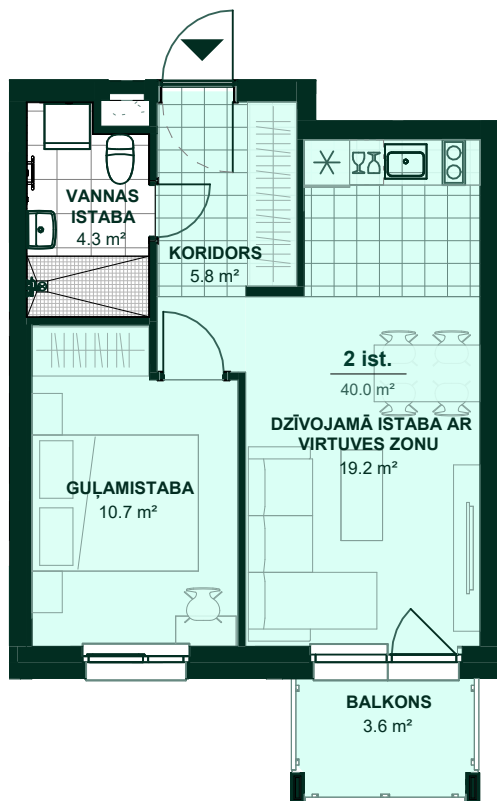 VANNAS
ISTABA
4.3 m²
KORIDORS
5.8 m²
2 ist.
40.0 m²
DZĪVOJAMĀ ISTABA AR
VIRTUVES ZONU
19.2 m²
GUĻAMISTABA
10.7 m²
BALKONS
3.6 m²